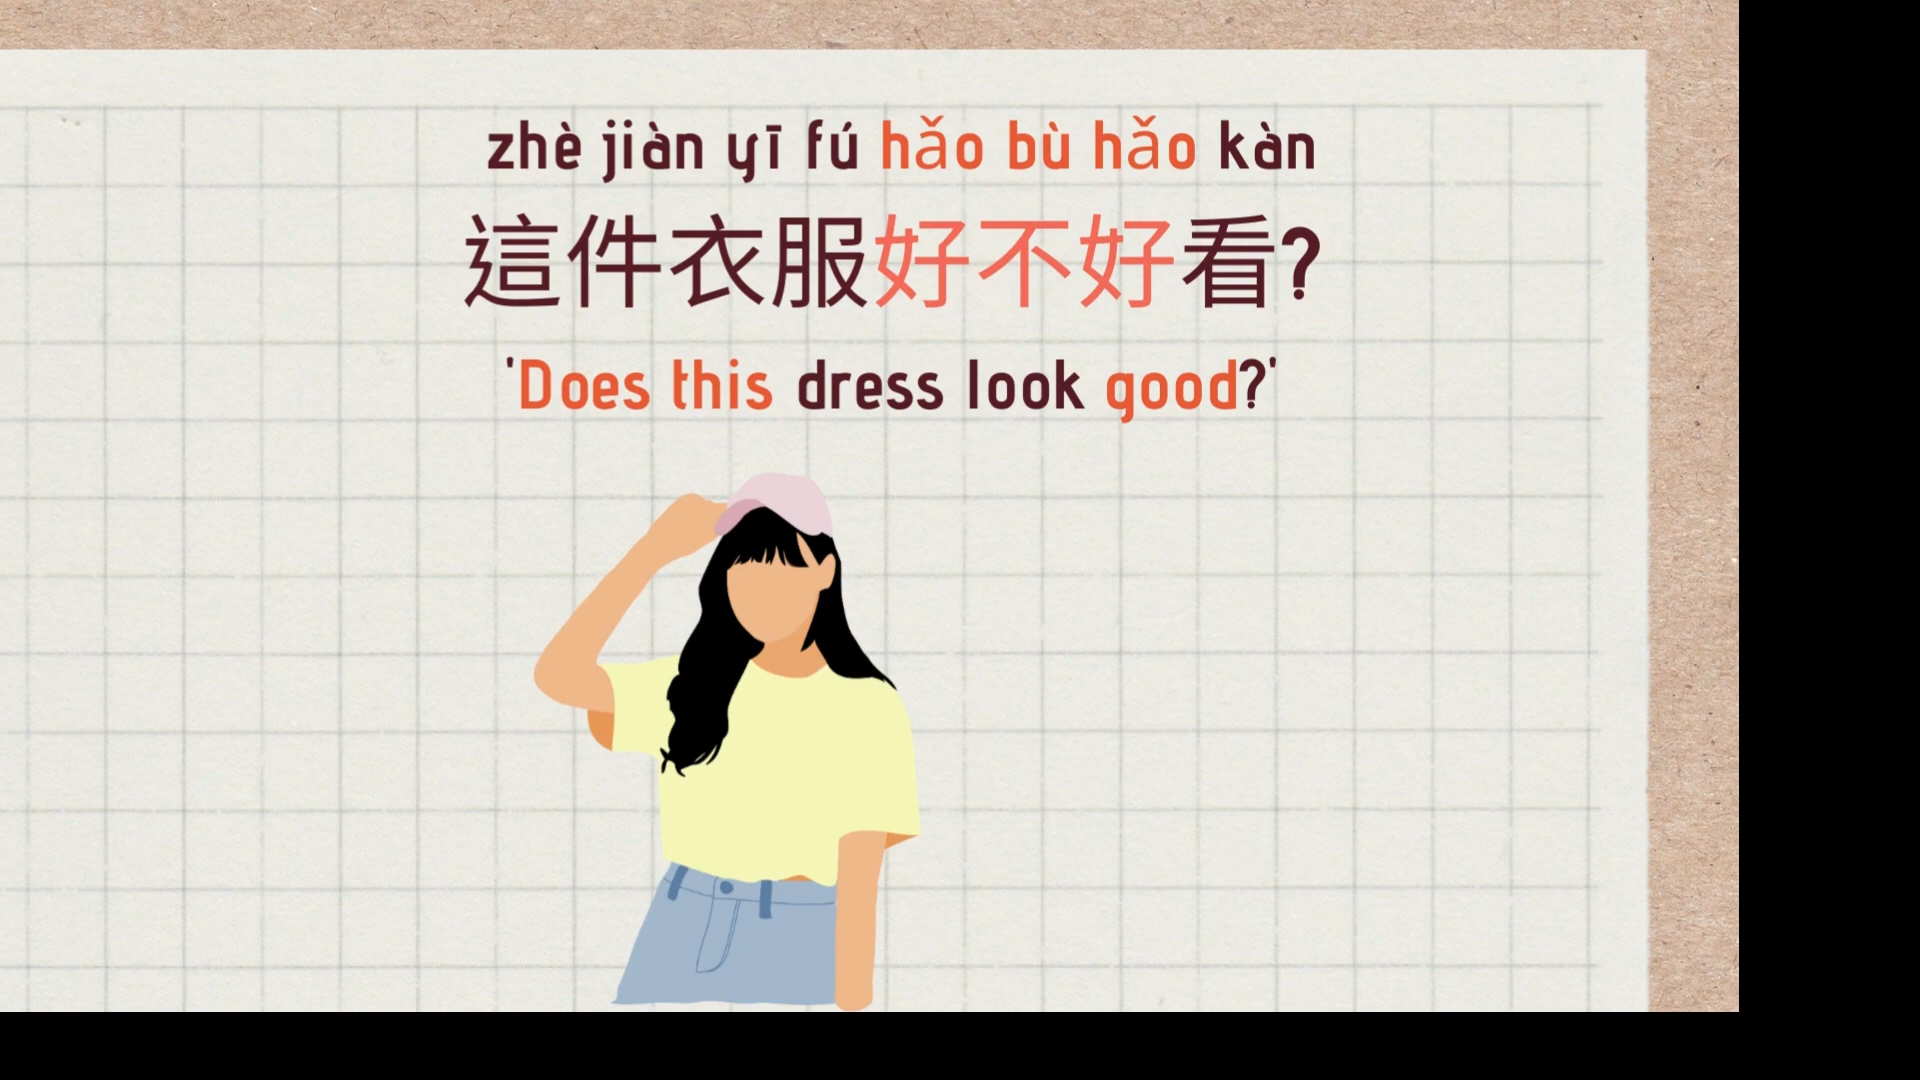 zhè jiàn yī fú hǎo bù hǎo kàn
這件衣服好不好看?
'Does this dress look good?'